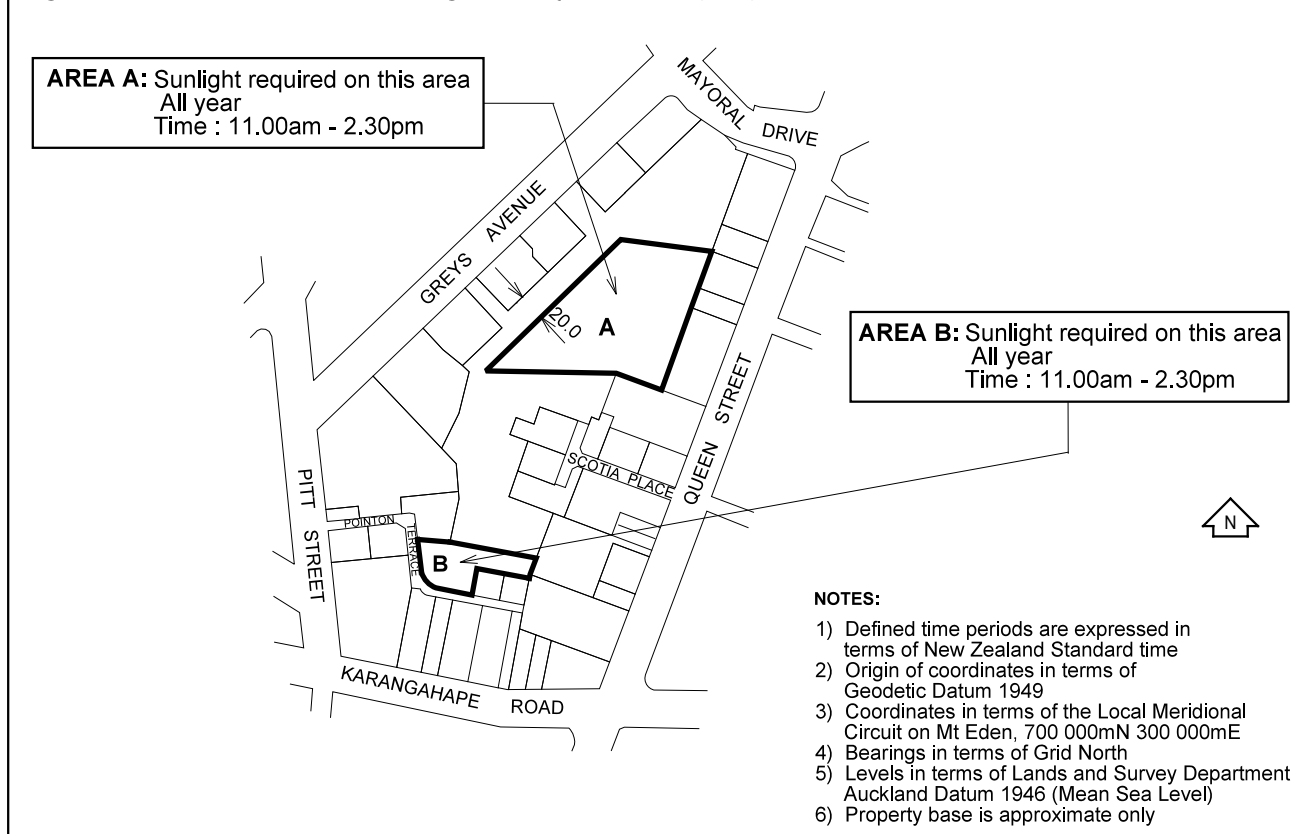 AREA A: Sunlight required on this area
All year
Time : 11.00am - 2.30pm
MAYORAL DRIVE
GREYS AVENUE
20.0
A
AREA B: Sunlight required on this area
All year
Time : 11.00am - 2.30pm
QUEEN STREET
SCOTIA PLACE
PITT STREET
POINTON TERRACE
B
N
KARANGAHAPE ROAD
NOTES:
1) Defined time periods are expressed in
terms of New Zealand Standard time
2) Origin of coordinates in terms of
Geodetic Datum 1949
3) Coordinates in terms of the Local Meridional
Circuit on Mt Eden, 700 000mN 300 000mE
4) Bearings in terms of Grid North
5) Levels in terms of Lands and Survey Department
Auckland Datum 1946 (Mean Sea Level)
6) Property base is approximate only